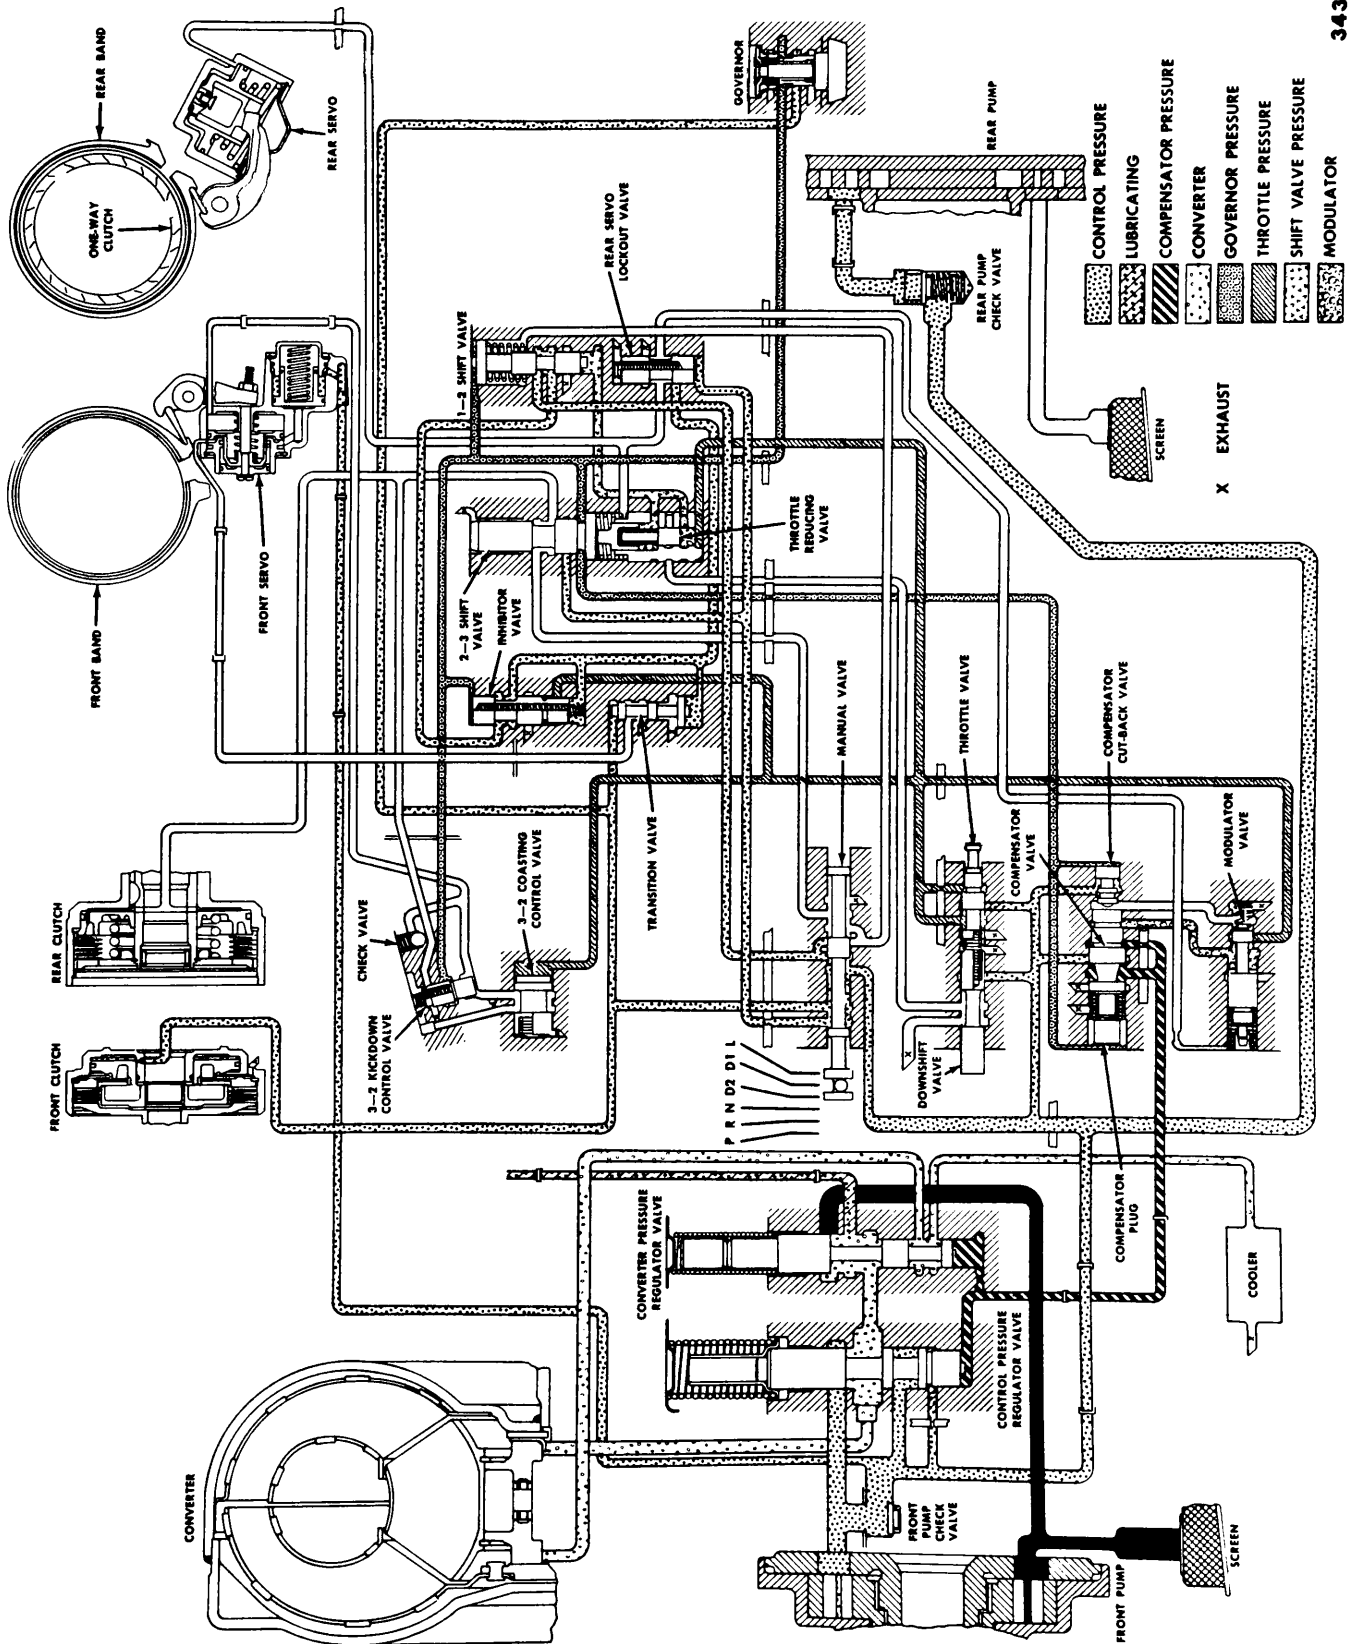 CONVERTER
FRONT CLUTCH
REAR CLUTCH
FRONT BAND
REAR BAND
ONE-WAY
CLUTCH
REAR SERVO
FRONT SERVO
CHECK VALVE
3—2 KICKDOWN
CONTROL VALVE
3—2 COASTING
CONTROL VALVE
2—3 SHIFT
VALVE
INHIBITOR
VALVE
1—2 SHIFT VALVE
REAR SERVO
LOCKOUT VALVE
GOVERNOR
TRANSITION VALVE
THROTTLE
REDUCING
VALVE
CONVERTER PRESSURE
REGULATOR VALVE
P R N D2 D1 L
MANUAL VALVE
REAR PUMP
REAR PUMP
CHECK VALVE
DOWNSHIFT
VALVE
X
THROTTLE VALVE
COMPENSATOR
VALVE
COMPENSATOR
CUT-BACK VALVE
FRONT
PUMP
CHECK
VALVE
CONTROL PRESSURE
REGULATOR VALVE
COMPENSATOR
PLUG
MODULATOR
VALVE
FRONT PUMP
SCREEN
COOLER
SCREEN
X EXHAUST
CONTROL PRESSURE
LUBRICATING
COMPENSATOR PRESSURE
CONVERTER
GOVERNOR PRESSURE
THROTTLE PRESSURE
SHIFT VALVE PRESSURE
MODULATOR
343